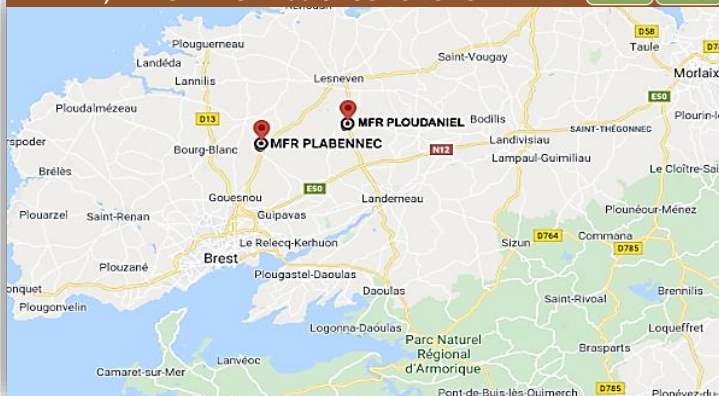 Plouguerneau
D58
Taule
Landéda
Saint-Vougay
Lannilis
Lesneven
Morlaix
E50
Ploudalmézeau
D13
MFR PLOUDANIEL
Bodilis
Plourin-l
SAINT-THÉGONNEC
rspoder
Bourg-Blanc
MFR PLABENNEC
N12
Landivisiau
Lampaul-Guimiliau
Brélès
Le Cloître-Sai
E50
Gouesnou
Landerneau
Plouarzel
Saint-Renan
Guipavas
Plounéour-Ménez
Le Relecq-Kerhuon
Sizun
D764
Commana
D785
Brest
Plouzané
Plougastel-Daoulas
onquet
Daoulas
Saint-Rivoal
Brennilis
Plougonvelin
Logonna-Daoulas
Loqueffret
Parc Naturel
Régional
d'Armorique
Brasparts
Lanvéoc
Camaret-sur-Mer
D785
Pont-de-Buis-lès-Quimerch
Plonévez-du